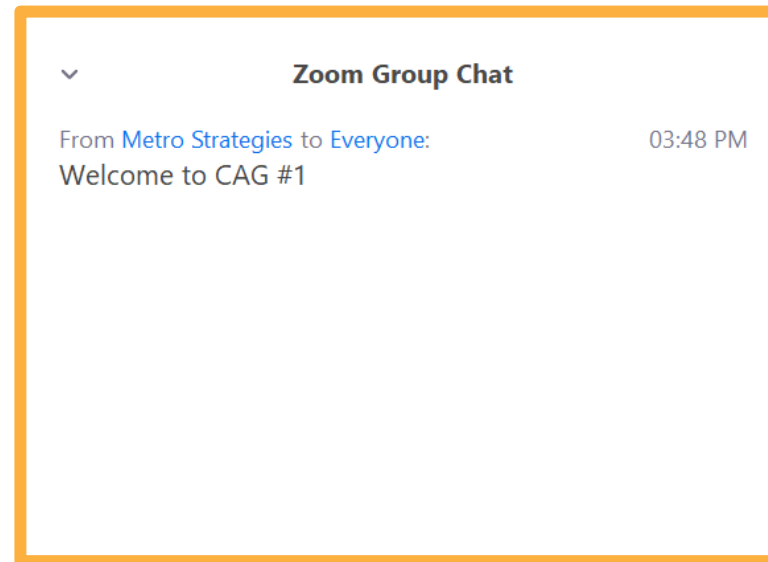 Zoom Group Chat
From Metro Strategies to Everyone: 03:48 PM
Welcome to CAG #1